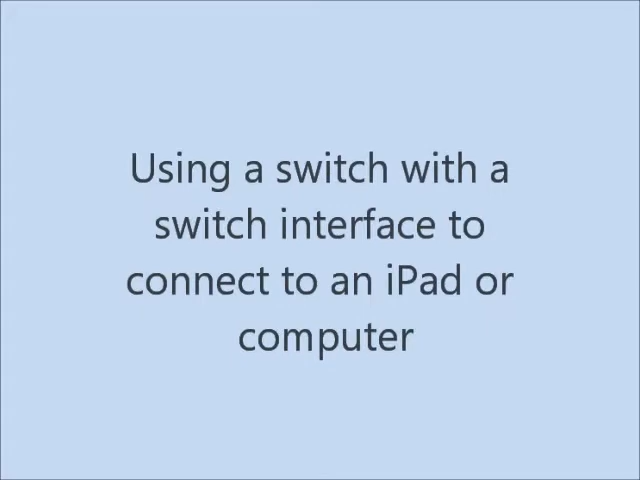 Using a switch with a
switch interface to
connect to an iPad or
computer